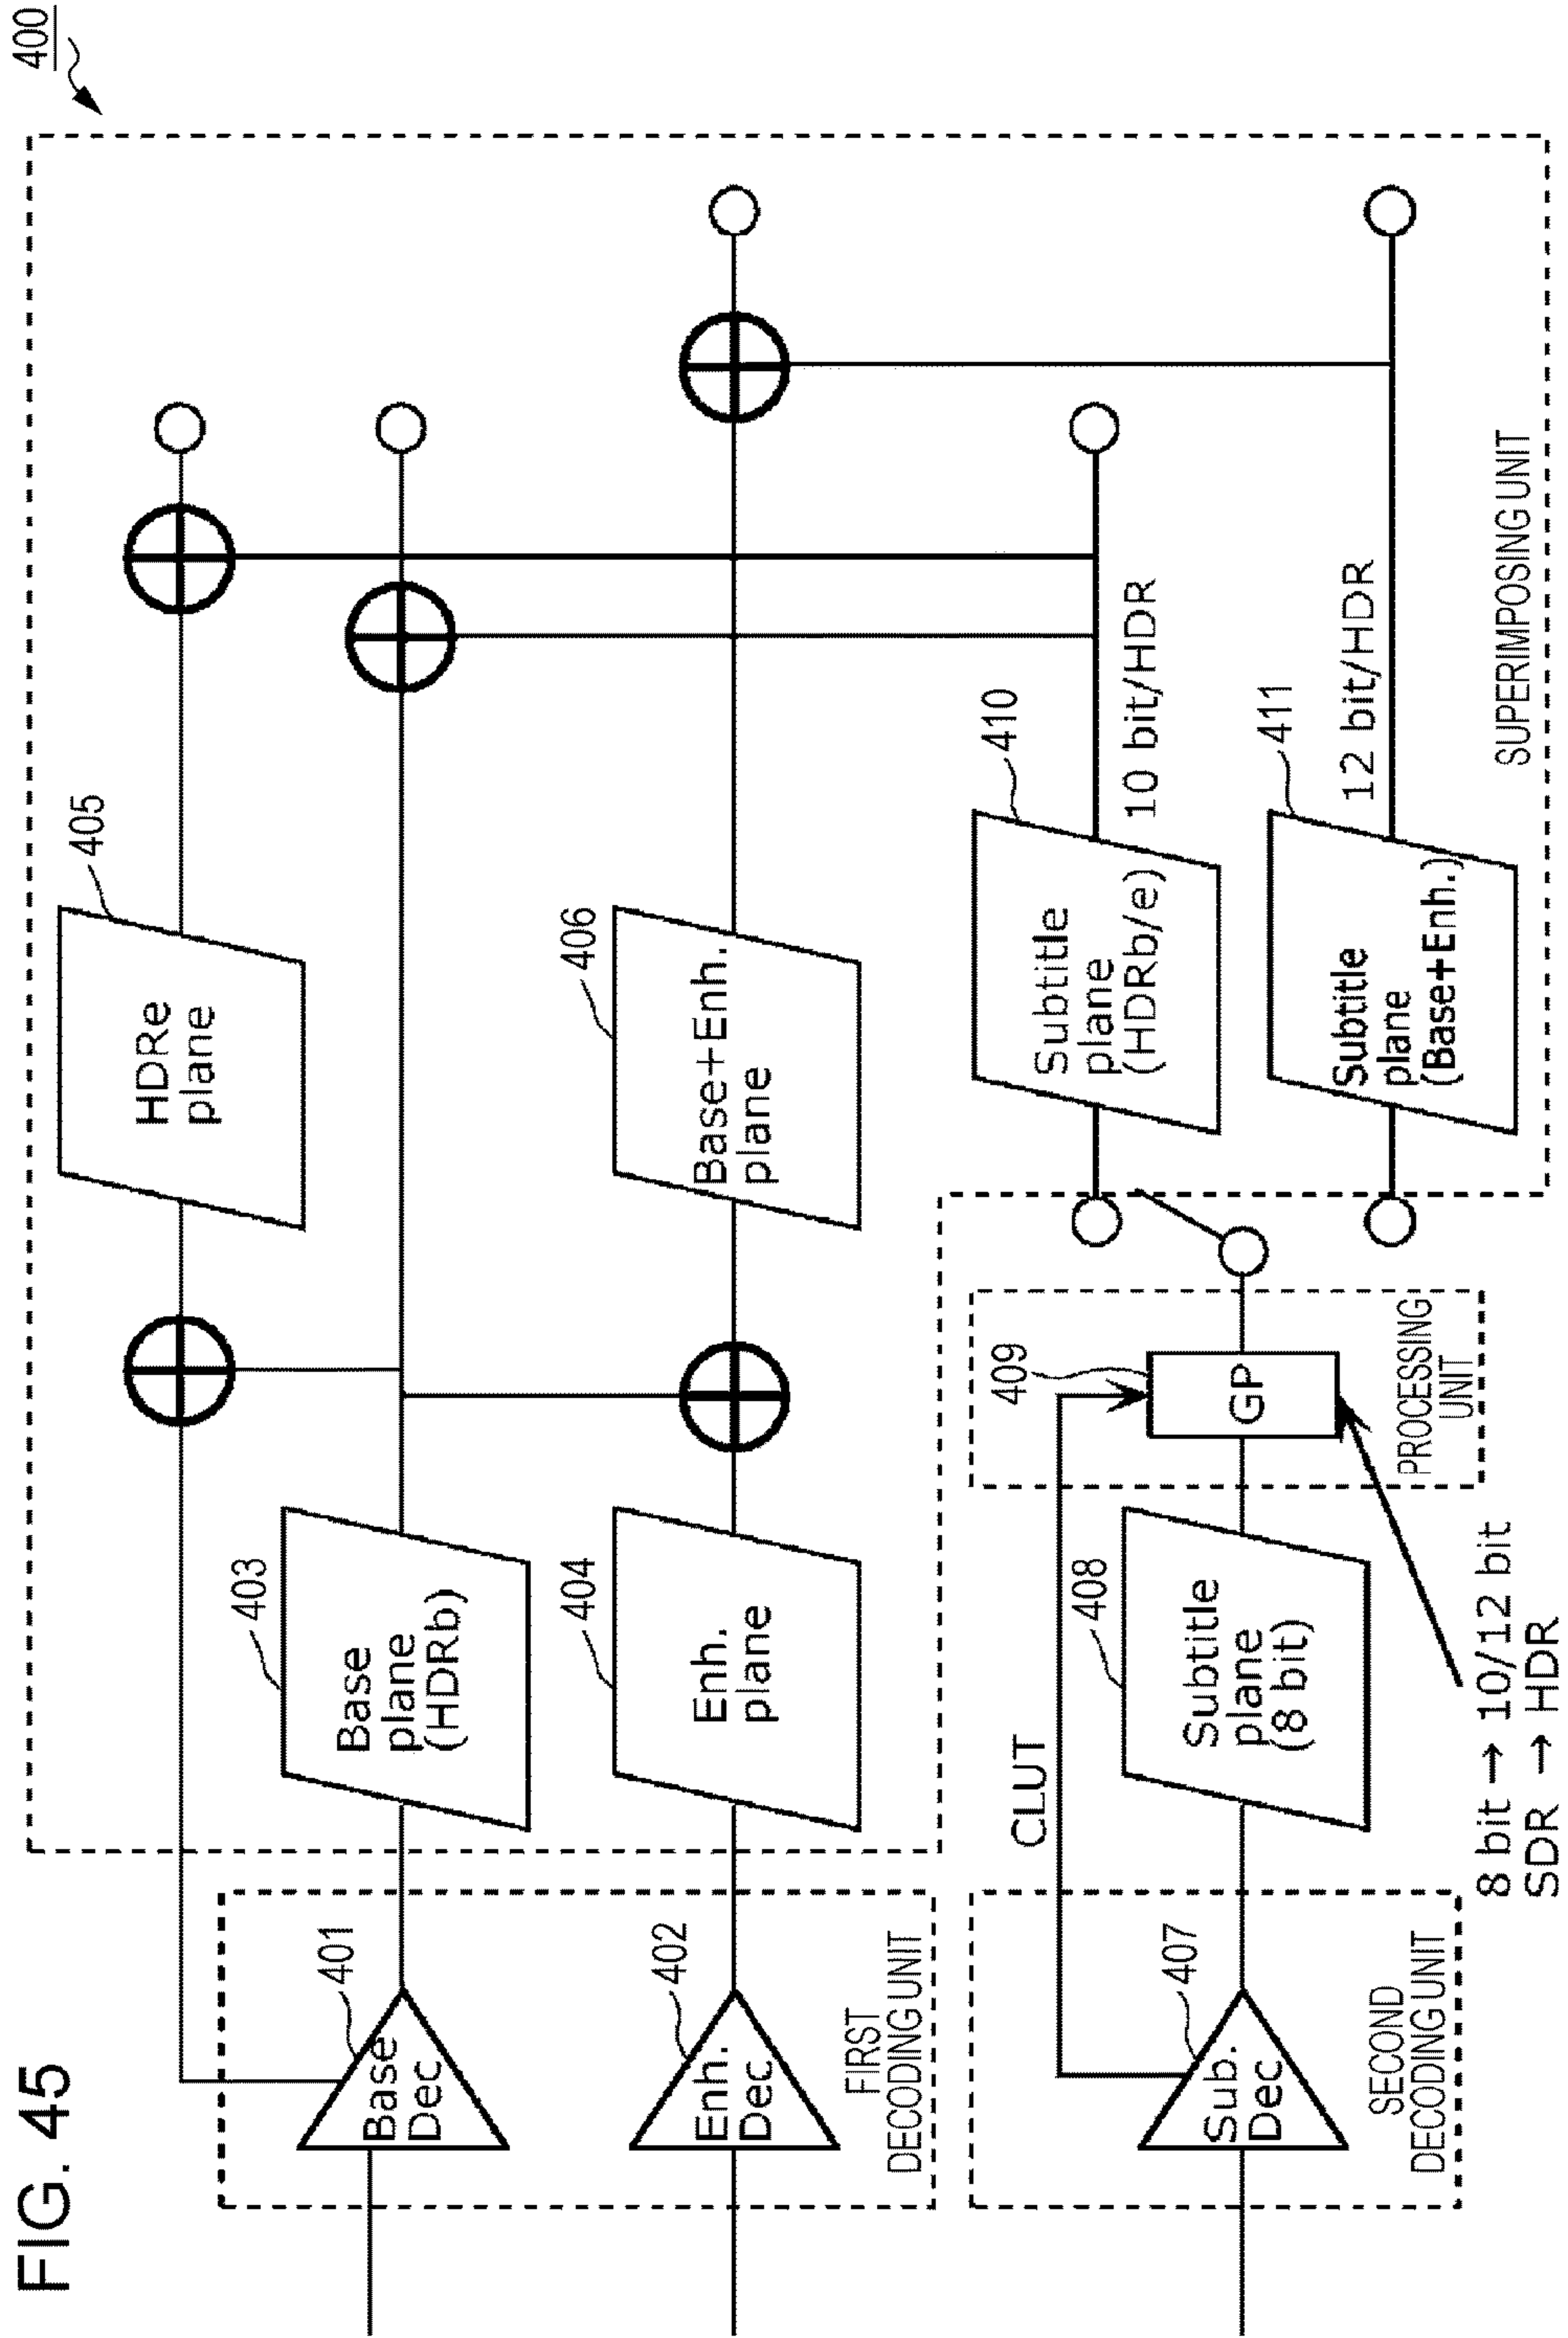 FIG. 45
400
405
HDRe
plane
401
Base
Dec
403
Base
plane
(HDRb)
402
Enh.
Dec
FIRST
DECODING UNIT
404
Enh.
plane
406
Base+Enh.
plane
CLUT
407
Sub.
Dec
SECOND
DECODING UNIT
408
Subtitle
plane
(8 bit)
409
GP
PROCESSING
UNIT
8 bit → 10/12 bit
SDR → HDR
410
Subtitle
plane
(HDRb/e)
10 bit/HDR
411
Subtitle
plane
(Base+Enh.)
12 bit/HDR
SUPERIMPOSING UNIT